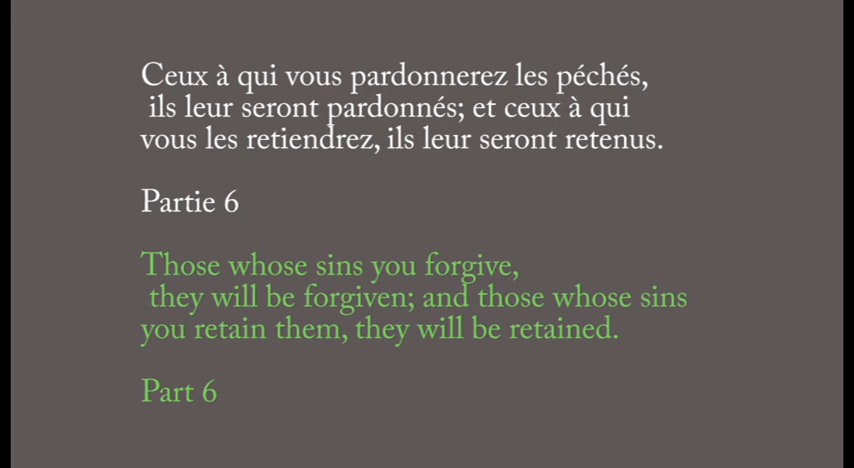 Ceux à qui vous pardonnerez les péchés,
ils leur seront pardonnés; et ceux à qui
vous les retiendrez, ils leur seront retenus.
Partie 6
Those whose sins you forgive,
they will be forgiven; and those whose sins
you retain them, they will be retained.
Part 6